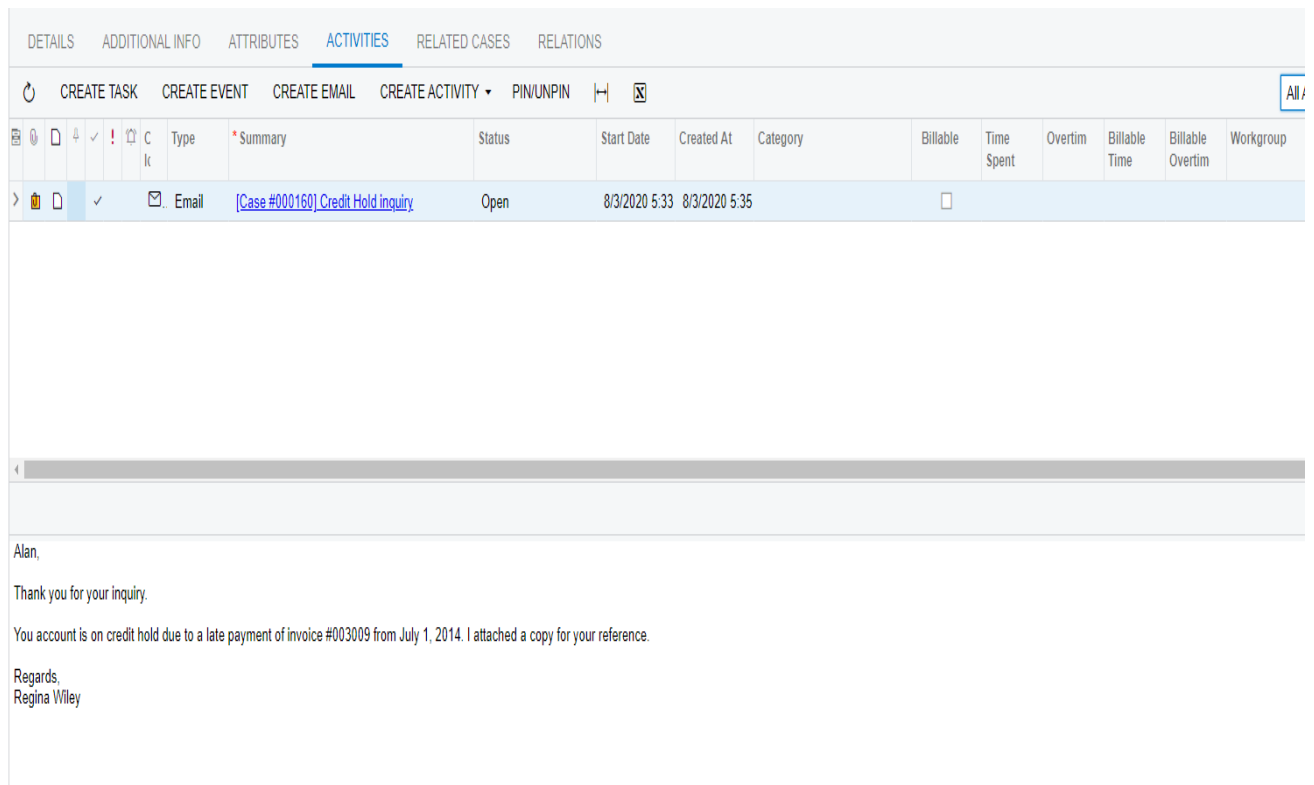 DETAILS ADDITIONAL INFO ATTRIBUTES ACTIVITIES RELATED CASES RELATIONS
CREATE TASK CREATE EVENT CREATE EMAIL CREATE ACTIVITY PIN/UNPIN All A
Type * Summary Status Start Date Created At Category Billable Time Spent Overtim Billable Time Billable Overtim Workgroup
Email [Case #000160] Credit Hold inquiry Open 8/3/2020 5:33 8/3/2020 5:35
Alan,
Thank you for your inquiry.
You account is on credit hold due to a late payment of invoice #003009 from July 1, 2014. I attached a copy for your reference.
Regards,
Regina Wiley